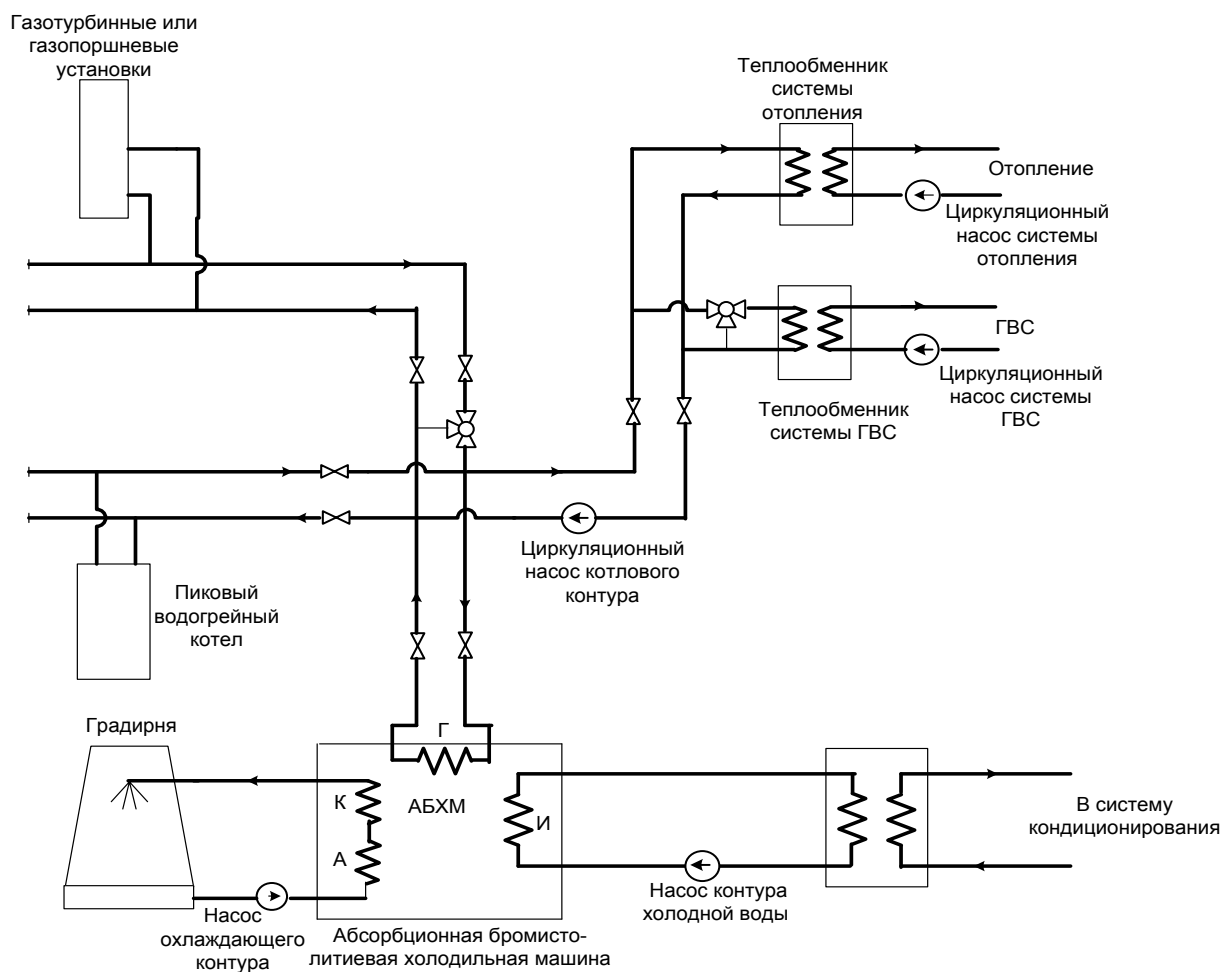 Газотурбинные или
газопоршневые
установки
Теплообменник
системы
отопления
Отопление
Циркуляционный
насос системы
отопления
ГВС
Циркуляционный
насос системы
ГВС
Теплообменник
системы ГВС
Циркуляционный
насос котлового
контура
Пиковый
водогрейный
котел
Градирня
Г
К
АБХМ
И
А
В систему
кондиционирования
Насос контура
холодной воды
Насос
охлаждающего
контура
Абсорбционная бромисто-
литиевая холодильная машина